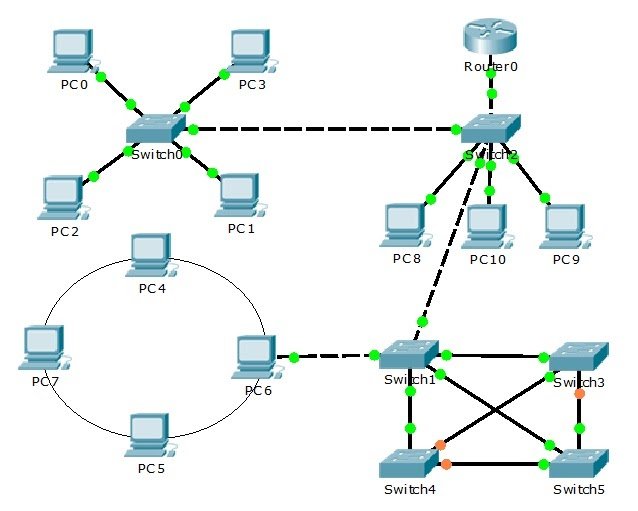 Router0
PC0
PC3
Switch0
Switch2
PC2
PC1
PC8
PC10
PC9
PC4
PC7
PC6
Switch1
Switch3
PC5
Switch4
Switch5